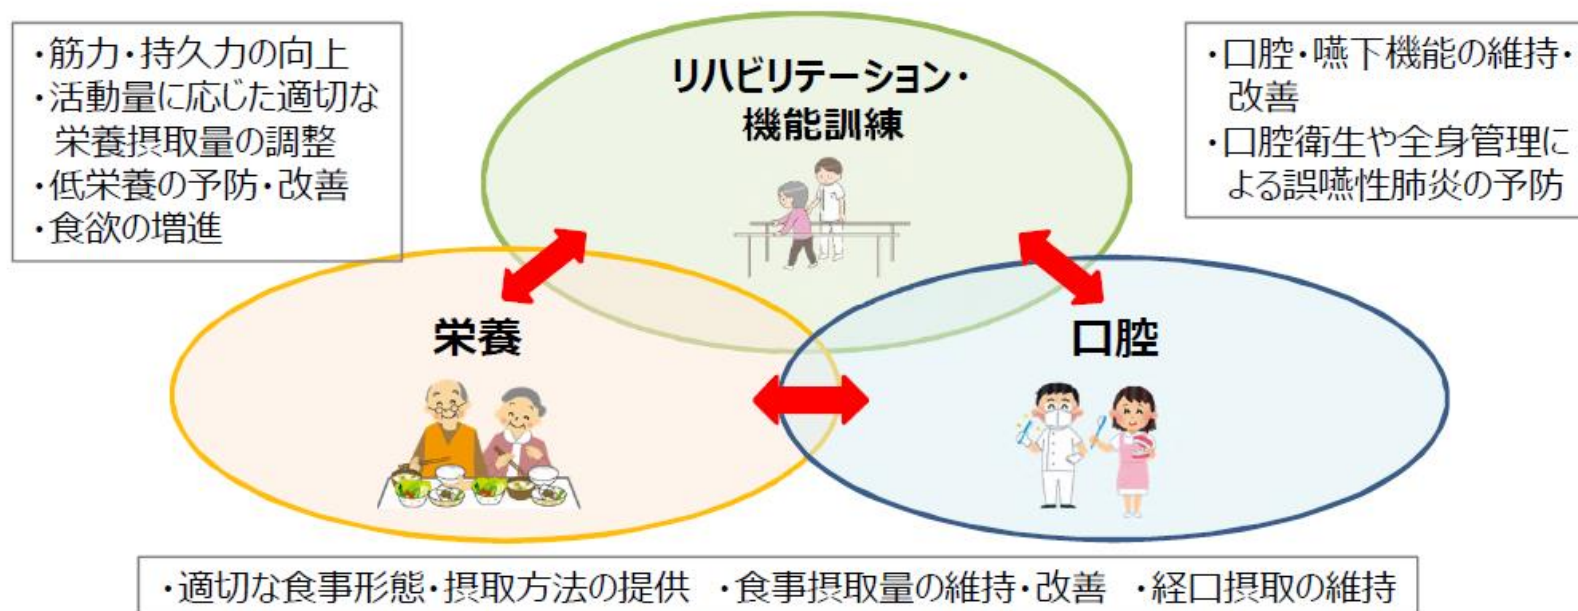 ・筋力・持久力の向上
・活動量に応じた適切な
栄養摂取量の調整
・低栄養の予防・改善
・食欲の増進
リハビリテーション・
機能訓練
・口腔・嚥下機能の維持・
改善
・口腔衛生や全身管理に
よる誤嚥性肺炎の予防
栄養
口腔
・適切な食事形態・摂取方法の提供 ・食事摂取量の維持・改善 ・経口摂取の維持